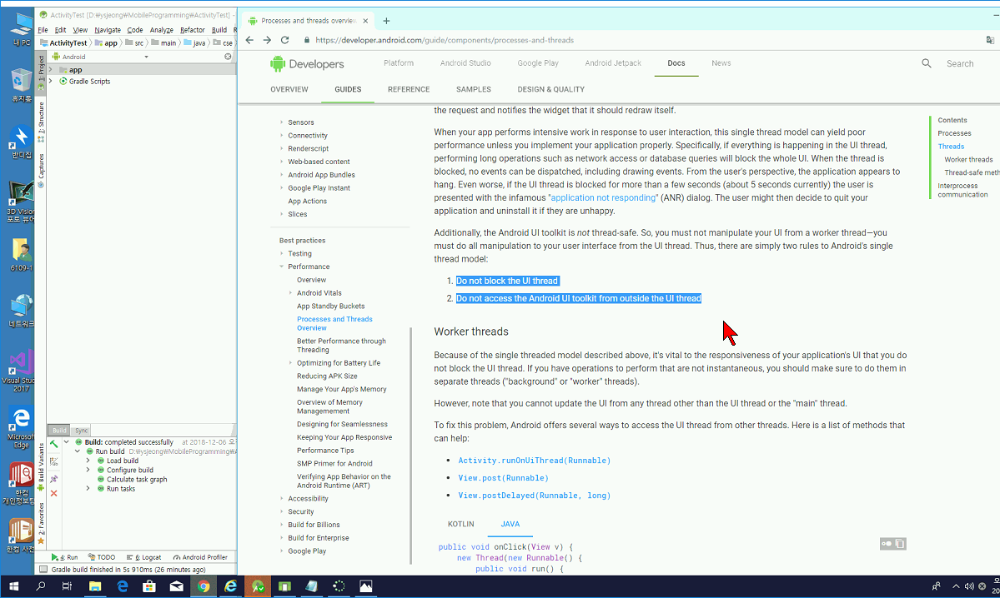 내 PC
휴지통
반디집
3D Vision
포토 뷰어
6109-1
네트워크
Visual Studio
2017
Microsoft
Edge
한컴
개인정보탐
한컴 사전
ActivityTest [D:₩ysjeong₩MobileProgramming₩ActivityTest] -
File Edit View Navigate Code Analyze Refactor Build
ActivityTest app src main java cse
Android
1: Project
app
Gradle Scripts
7: Structure
Captures
Build Variants
2: Favorites
Build Sync
Build: completed successfully at 2018-12-06
Run build D:₩ysjeong₩MobileProgramming₩A
Load build
Configure build
Calculate task graph
Run tasks
4: Run TODO 6: Logcat Android Profiler
Gradle build finished in 5s 910ms (26 minutes ago)
Processes and threads overview
https://developer.android.com/guide/components/processes-and-threads
Developers Platform Android Studio Google Play Android Jetpack Docs News Search
OVERVIEW GUIDES REFERENCE SAMPLES DESIGN & QUALITY
Sensors
Connectivity
Renderscript
Web-based content
Android App Bundles
Google Play Instant
App Actions
Slices
Best practices
Testing
Performance
Overview
Android Vitals
App Standby Buckets
Processes and Threads
Overview
Better Performance through
Threading
Optimizing for Battery Life
Reducing APK Size
Manage Your App's Memory
Overview of Memory
Managemement
Designing for Seamlessness
Keeping Your App Responsive
Performance Tips
SMP Primer for Android
Verifying App Behavior on the
Android Runtime (ART)
Accessibility
Security
Build for Billions
Build for Enterprise
Google Play
the request and notifies the widget that it should redraw itself.
When your app performs intensive work in response to user interaction, this single thread model can yield poor
performance unless you implement your application properly. Specifically, if everything is happening in the UI thread,
performing long operations such as network access or database queries will block the whole UI. When the thread is
blocked, no events can be dispatched, including drawing events. From the user's perspective, the application appears to
hang. Even worse, if the UI thread is blocked for more than a few seconds (about 5 seconds currently) the user is
presented with the infamous "application not responding" (ANR) dialog. The user might then decide to quit your
application and uninstall it if they are unhappy.
Additionally, the Android UI toolkit is not thread-safe. So, you must not manipulate your UI from a worker thread—you
must do all manipulation to your user interface from the UI thread. Thus, there are simply two rules to Android's single
thread model:
1. Do not block the UI thread
2. Do not access the Android UI toolkit from outside the UI thread
Worker threads
Because of the single threaded model described above, it's vital to the responsiveness of your application's UI that you do
not block the UI thread. If you have operations to perform that are not instantaneous, you should make sure to do them in
separate threads ("background" or "worker" threads).
However, note that you cannot update the UI from any thread other than the UI thread or the "main" thread.
To fix this problem, Android offers several ways to access the UI thread from other threads. Here is a list of methods that
can help:
• Activity.runOnUiThread(Runnable)
• View.post(Runnable)
• View.postDelayed(Runnable, long)
KOTLIN JAVA
public void onClick(View v) {
new Thread(new Runnable() {
public void run() {
Contents
Processes
Threads
Worker threads
Thread-safe meth
Interprocess
communication